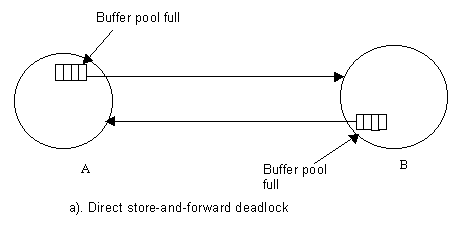 Buffer pool full
A
B
Buffer pool
full
a). Direct store-and-forward deadlock